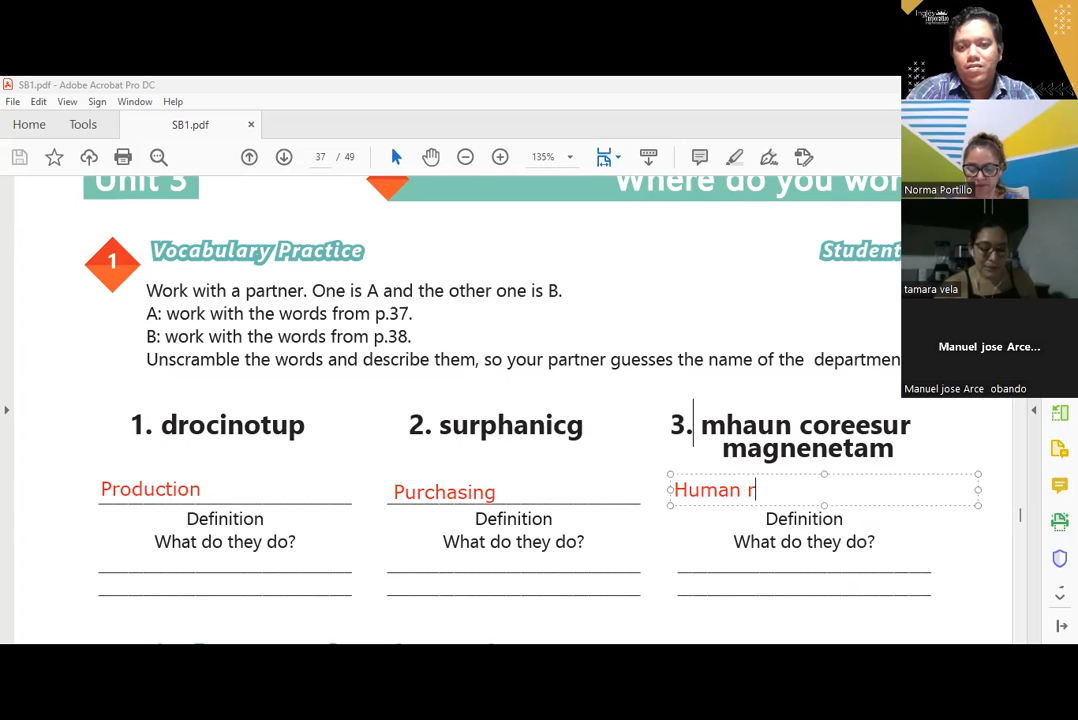 SB1.pdf - Adobe Acrobat Pro DC
File Edit View Sign Window Help
Home Tools SB1.pdf ×
37 / 49 135%
Unit 3
Where do you wor
1
Vocabulary Practice
Student
Work with a partner. One is A and the other one is B.
A: work with the words from p.37.
B: work with the words from p.38.
Unscramble the words and describe them, so your partner guesses the name of the departmen
1. drocinotup
2. surphanicg
3. mhaun coreesur
magnenetam
Production
Purchasing
Human r
Definition
What do they do?
Definition
What do they do?
Definition
What do they do?
Inglés
Corporativo
Norma Portillo
tamara vela
Manuel jose Arce...
Manuel jose Arce obando